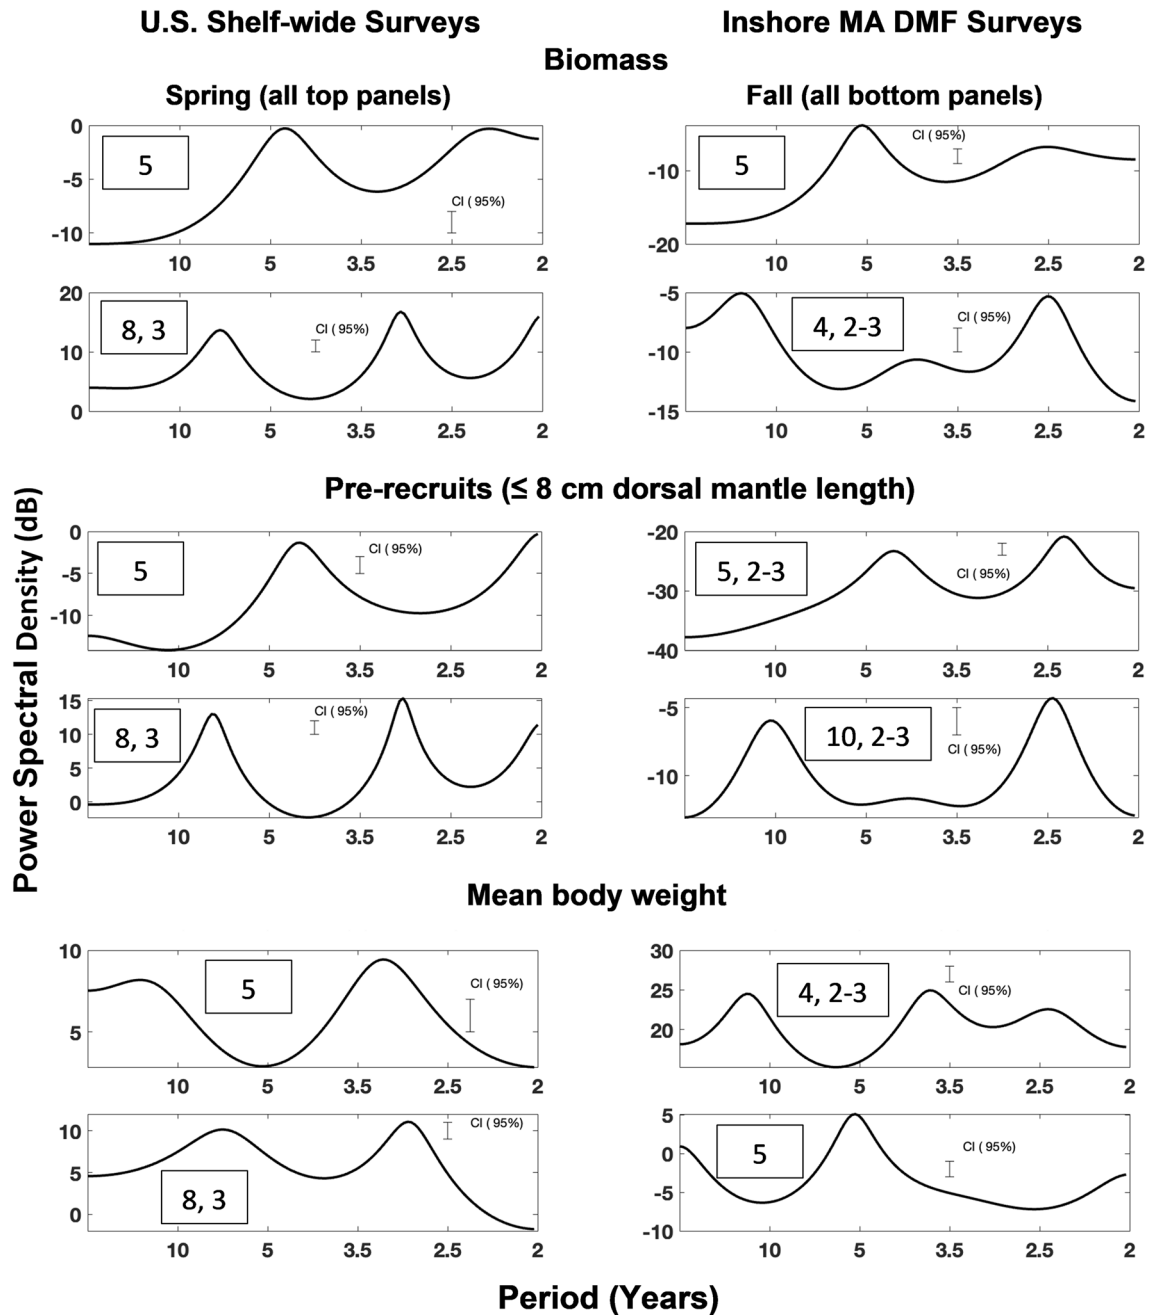 U.S. Shelf-wide Surveys
Inshore MA DMF Surveys
Biomass
Spring (all top panels)
Fall (all bottom panels)
0
-5
-10
5
CI ( 95%)
10 5 3.5 2.5 2
-10
-20
5
CI ( 95%)
10 5 3.5 2.5 2
20
10
0
8, 3
CI ( 95%)
10 5 3.5 2.5 2
-5
-10
-15
4, 2-3
CI ( 95%)
10 5 3.5 2.5 2
Pre-recruits (≤ 8 cm dorsal mantle length)
Power Spectral Density (dB)
0
-5
-10
5
CI ( 95%)
10 5 3.5 2.5 2
-20
-30
-40
5, 2-3
CI ( 95%)
10 5 3.5 2.5 2
15
10
5
0
8, 3
CI ( 95%)
10 5 3.5 2.5 2
-5
-10
10, 2-3
CI ( 95%)
10 5 3.5 2.5 2
Mean body weight
10
5
5
CI ( 95%)
10 5 3.5 2.5 2
30
25
20
4, 2-3
CI ( 95%)
10 5 3.5 2.5 2
10
5
0
8, 3
CI ( 95%)
10 5 3.5 2.5 2
5
0
-5
-10
5
CI ( 95%)
10 5 3.5 2.5 2
Period (Years)